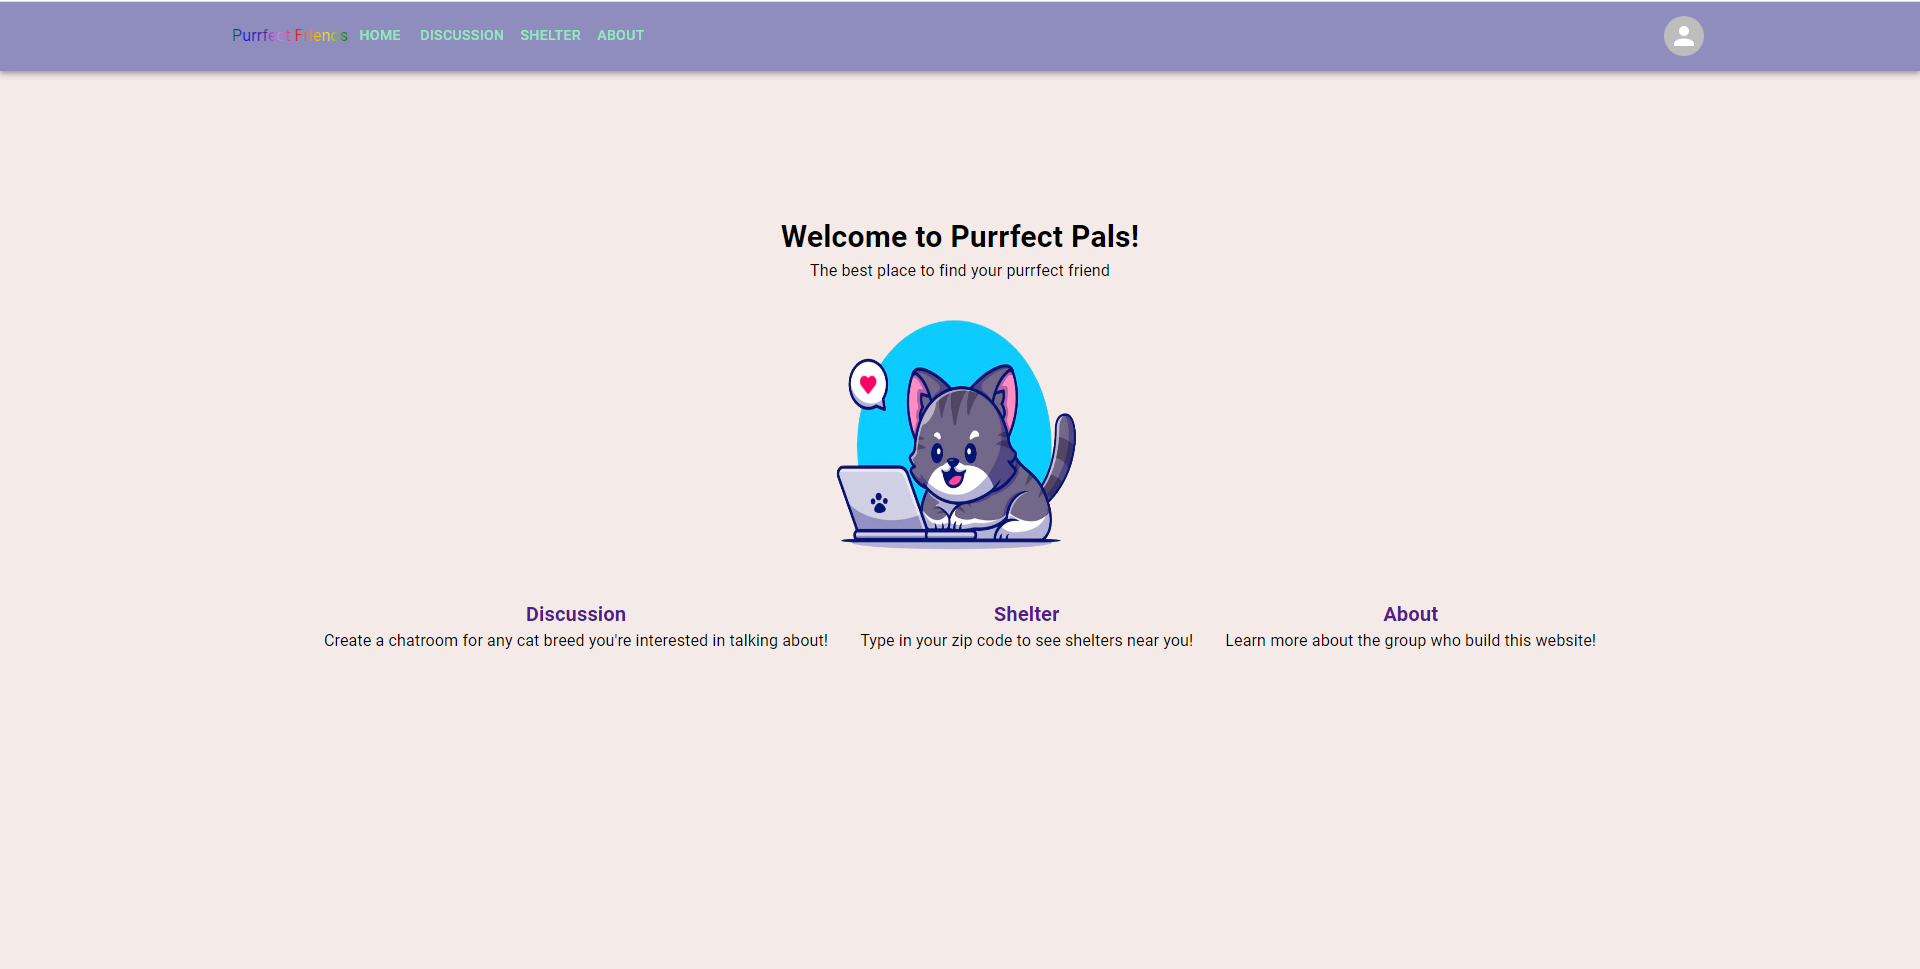 Purrfect Friends HOME DISCUSSION SHELTER ABOUT
Welcome to Purrfect Pals!
The best place to find your purrfect friend
Discussion
Create a chatroom for any cat breed you're interested in talking about!
Shelter
Type in your zip code to see shelters near you!
About
Learn more about the group who build this website!